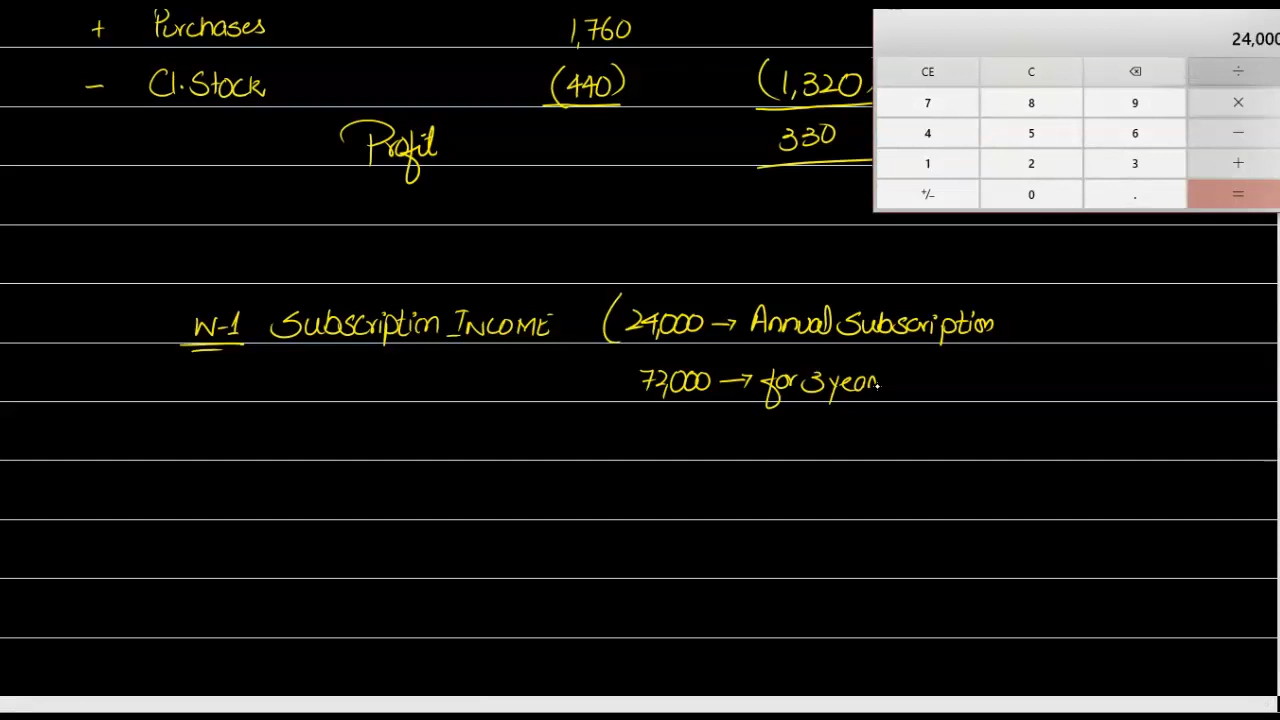 + Purchases 1,760
- Cl. Stock (440) (1,320)
Profit 330
24,000
CE C ÷
7 8 9 ×
4 5 6 −
1 2 3 +
+/− 0 . =
W-1 Subscription INCOME (24,000 → Annual Subscription
72,000 → for 3 year